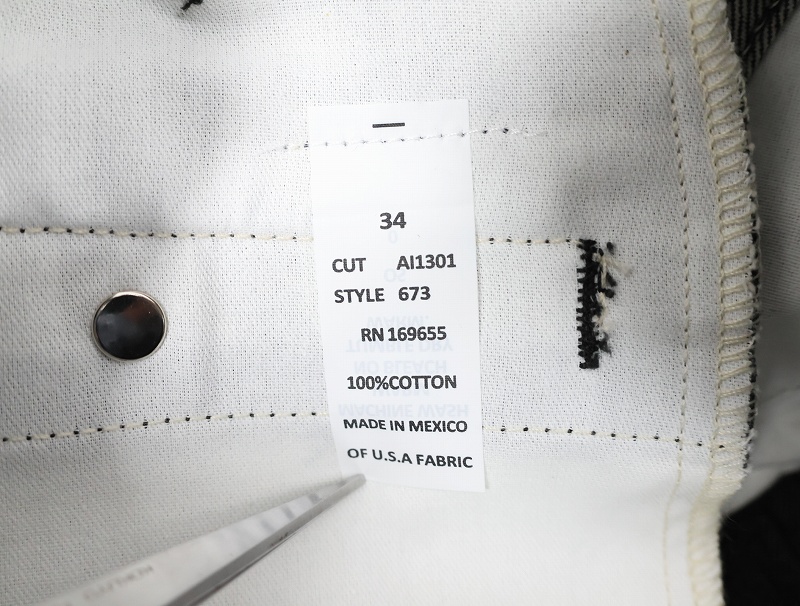 34
CUT AI1301
STYLE 673
RN 169655
100%COTTON
MADE IN MEXICO
OF U.S.A FABRIC